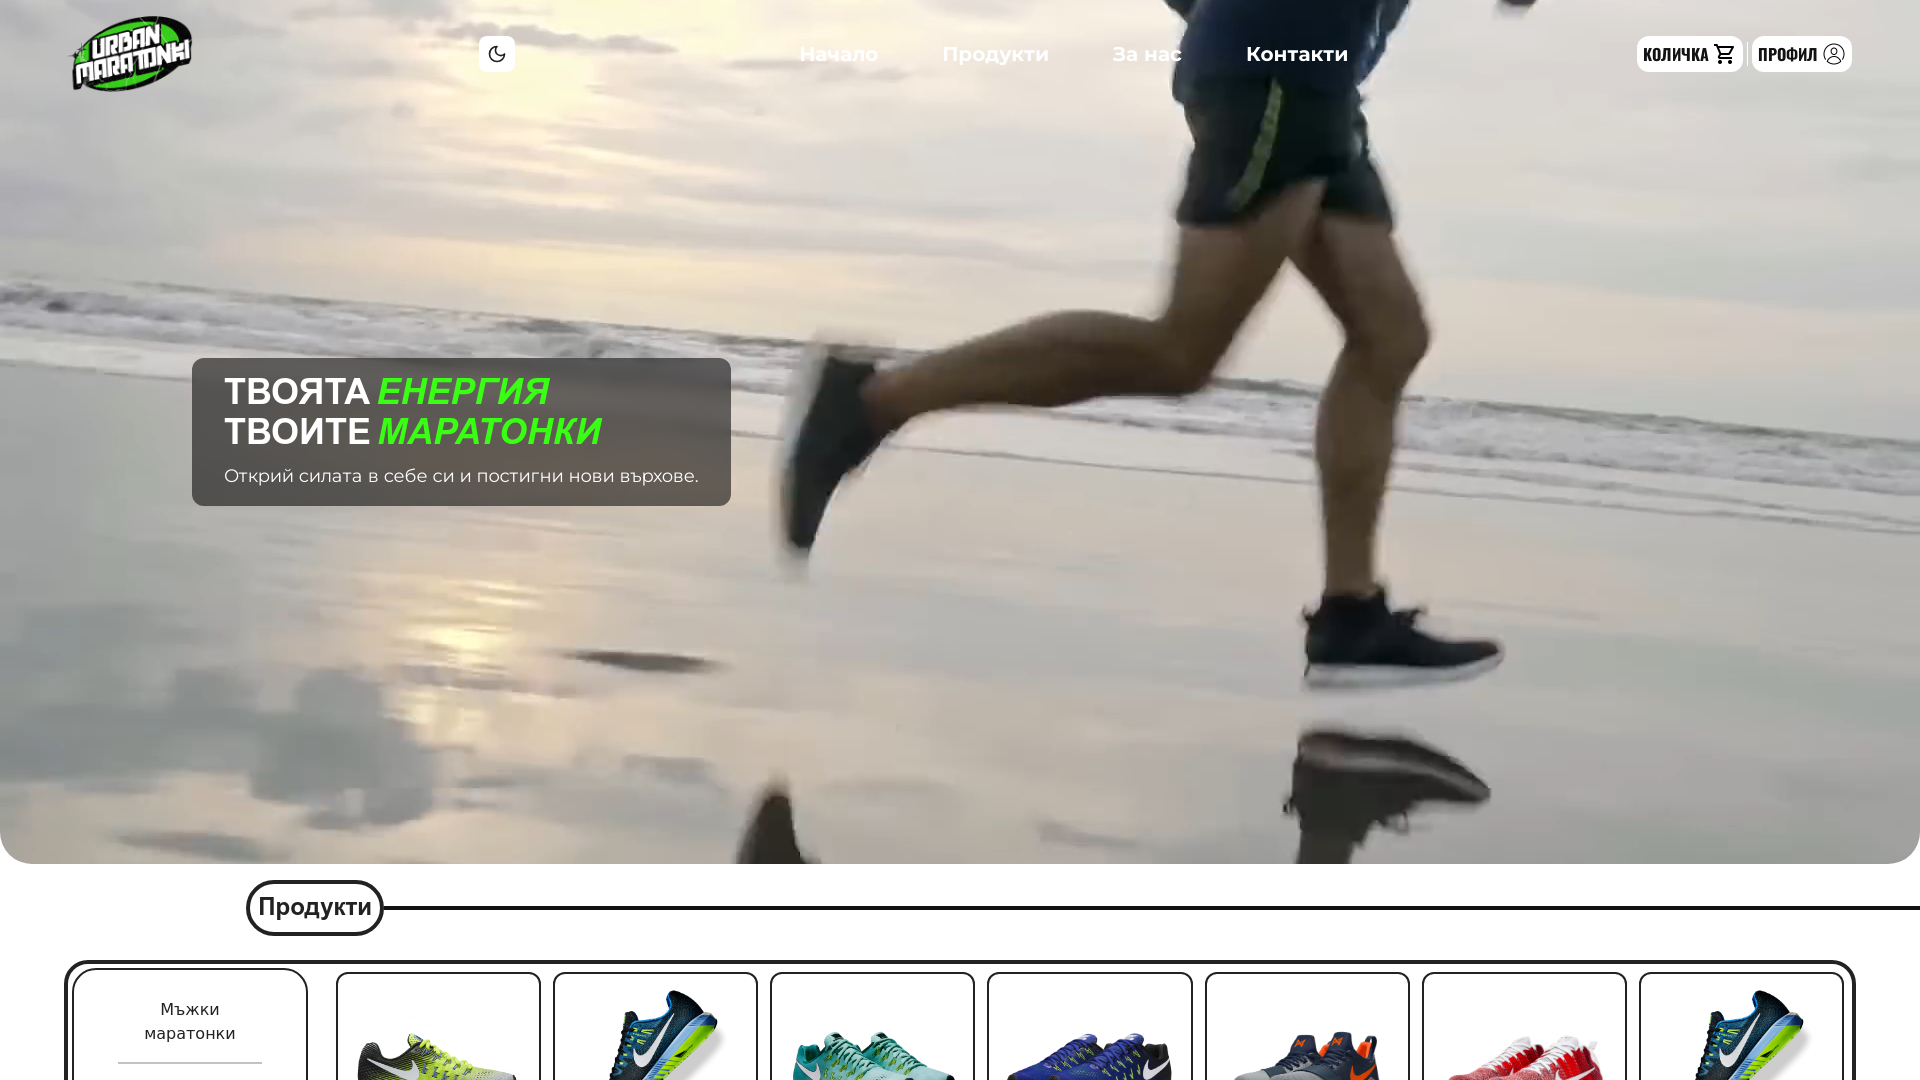 URBAN
MARATONKI
Начало
Продукти
За нас
Контакти
КОЛИЧКА
ПРОФИЛ
ТВОЯТА ЕНЕРГИЯ
ТВОИТЕ МАРАТОНКИ
Открий силата в себе си и постигни нови върхове.
Продукти
Мъжки
маратонки